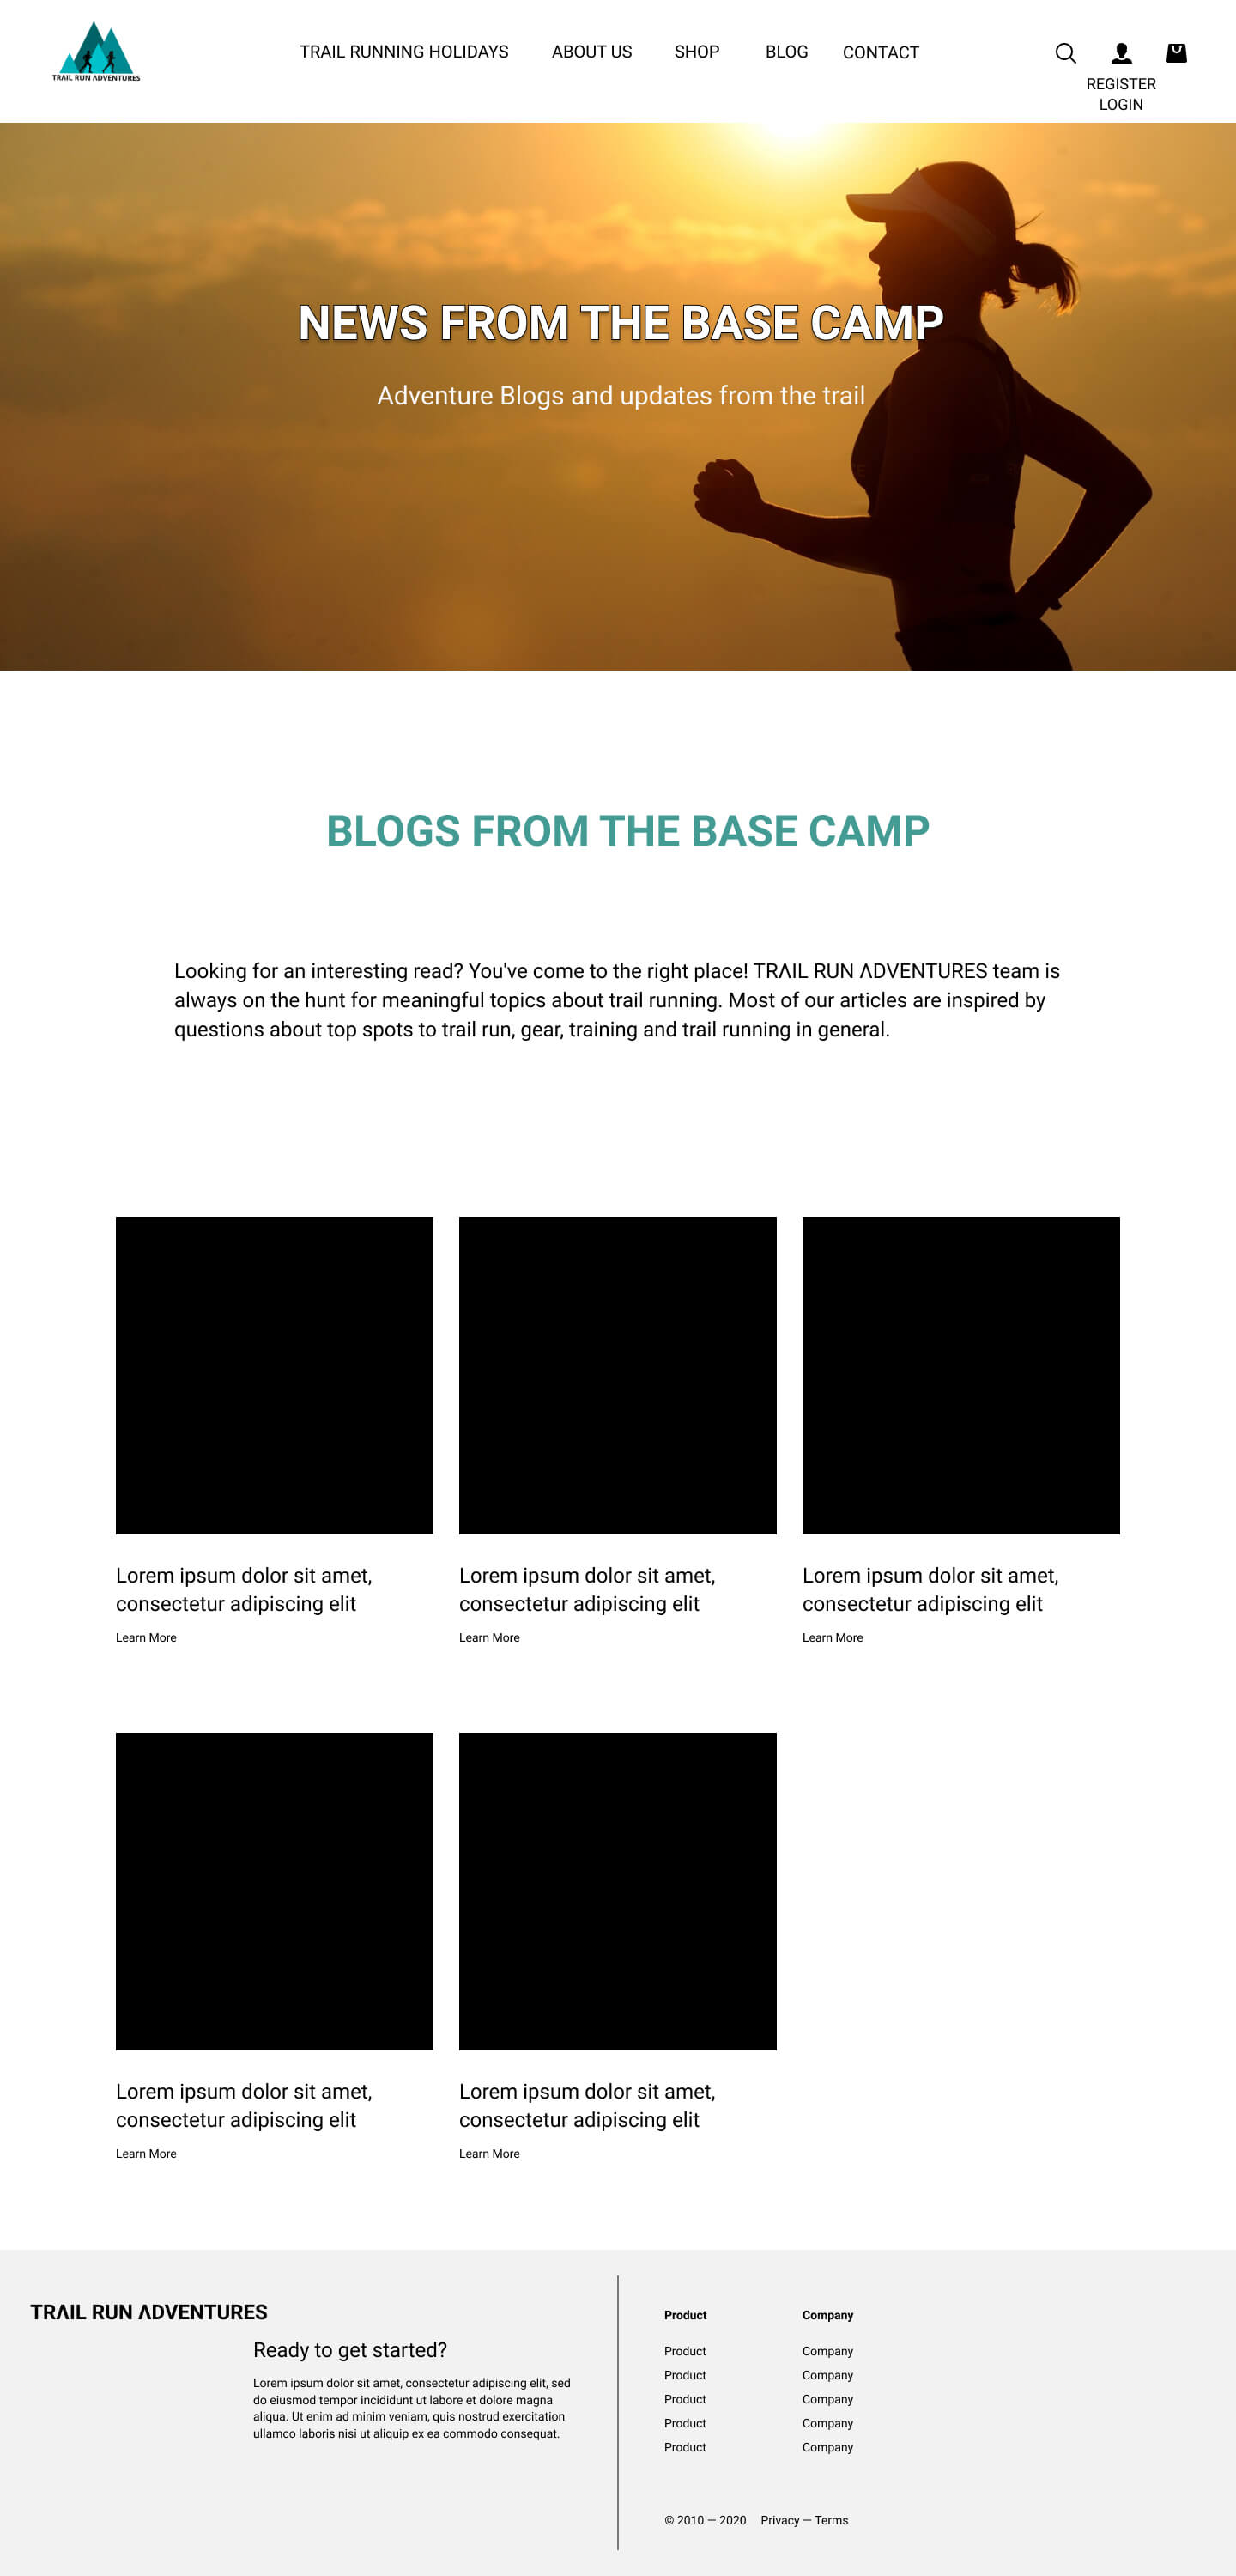 TRΛIL RUN ΛDVENTURES
TRAIL RUNNING HOLIDAYS
ABOUT US
SHOP
BLOG
CONTACT
REGISTER
LOGIN
NEWS FROM THE BASE CAMP
Adventure Blogs and updates from the trail
BLOGS FROM THE BASE CAMP
Looking for an interesting read? You've come to the right place! TRΛIL RUN ΛDVENTURES team is
always on the hunt for meaningful topics about trail running. Most of our articles are inspired by
questions about top spots to trail run, gear, training and trail running in general.
Lorem ipsum dolor sit amet,
consectetur adipiscing elit
Learn More
Lorem ipsum dolor sit amet,
consectetur adipiscing elit
Learn More
Lorem ipsum dolor sit amet,
consectetur adipiscing elit
Learn More
Lorem ipsum dolor sit amet,
consectetur adipiscing elit
Learn More
Lorem ipsum dolor sit amet,
consectetur adipiscing elit
Learn More
TRΛIL RUN ΛDVENTURES
Ready to get started?
Lorem ipsum dolor sit amet, consectetur adipiscing elit, sed
do eiusmod tempor incididunt ut labore et dolore magna
aliqua. Ut enim ad minim veniam, quis nostrud exercitation
ullamco laboris nisi ut aliquip ex ea commodo consequat.
Product
Product
Product
Product
Product
Product
Company
Company
Company
Company
Company
Company
© 2010 — 2020
Privacy — Terms